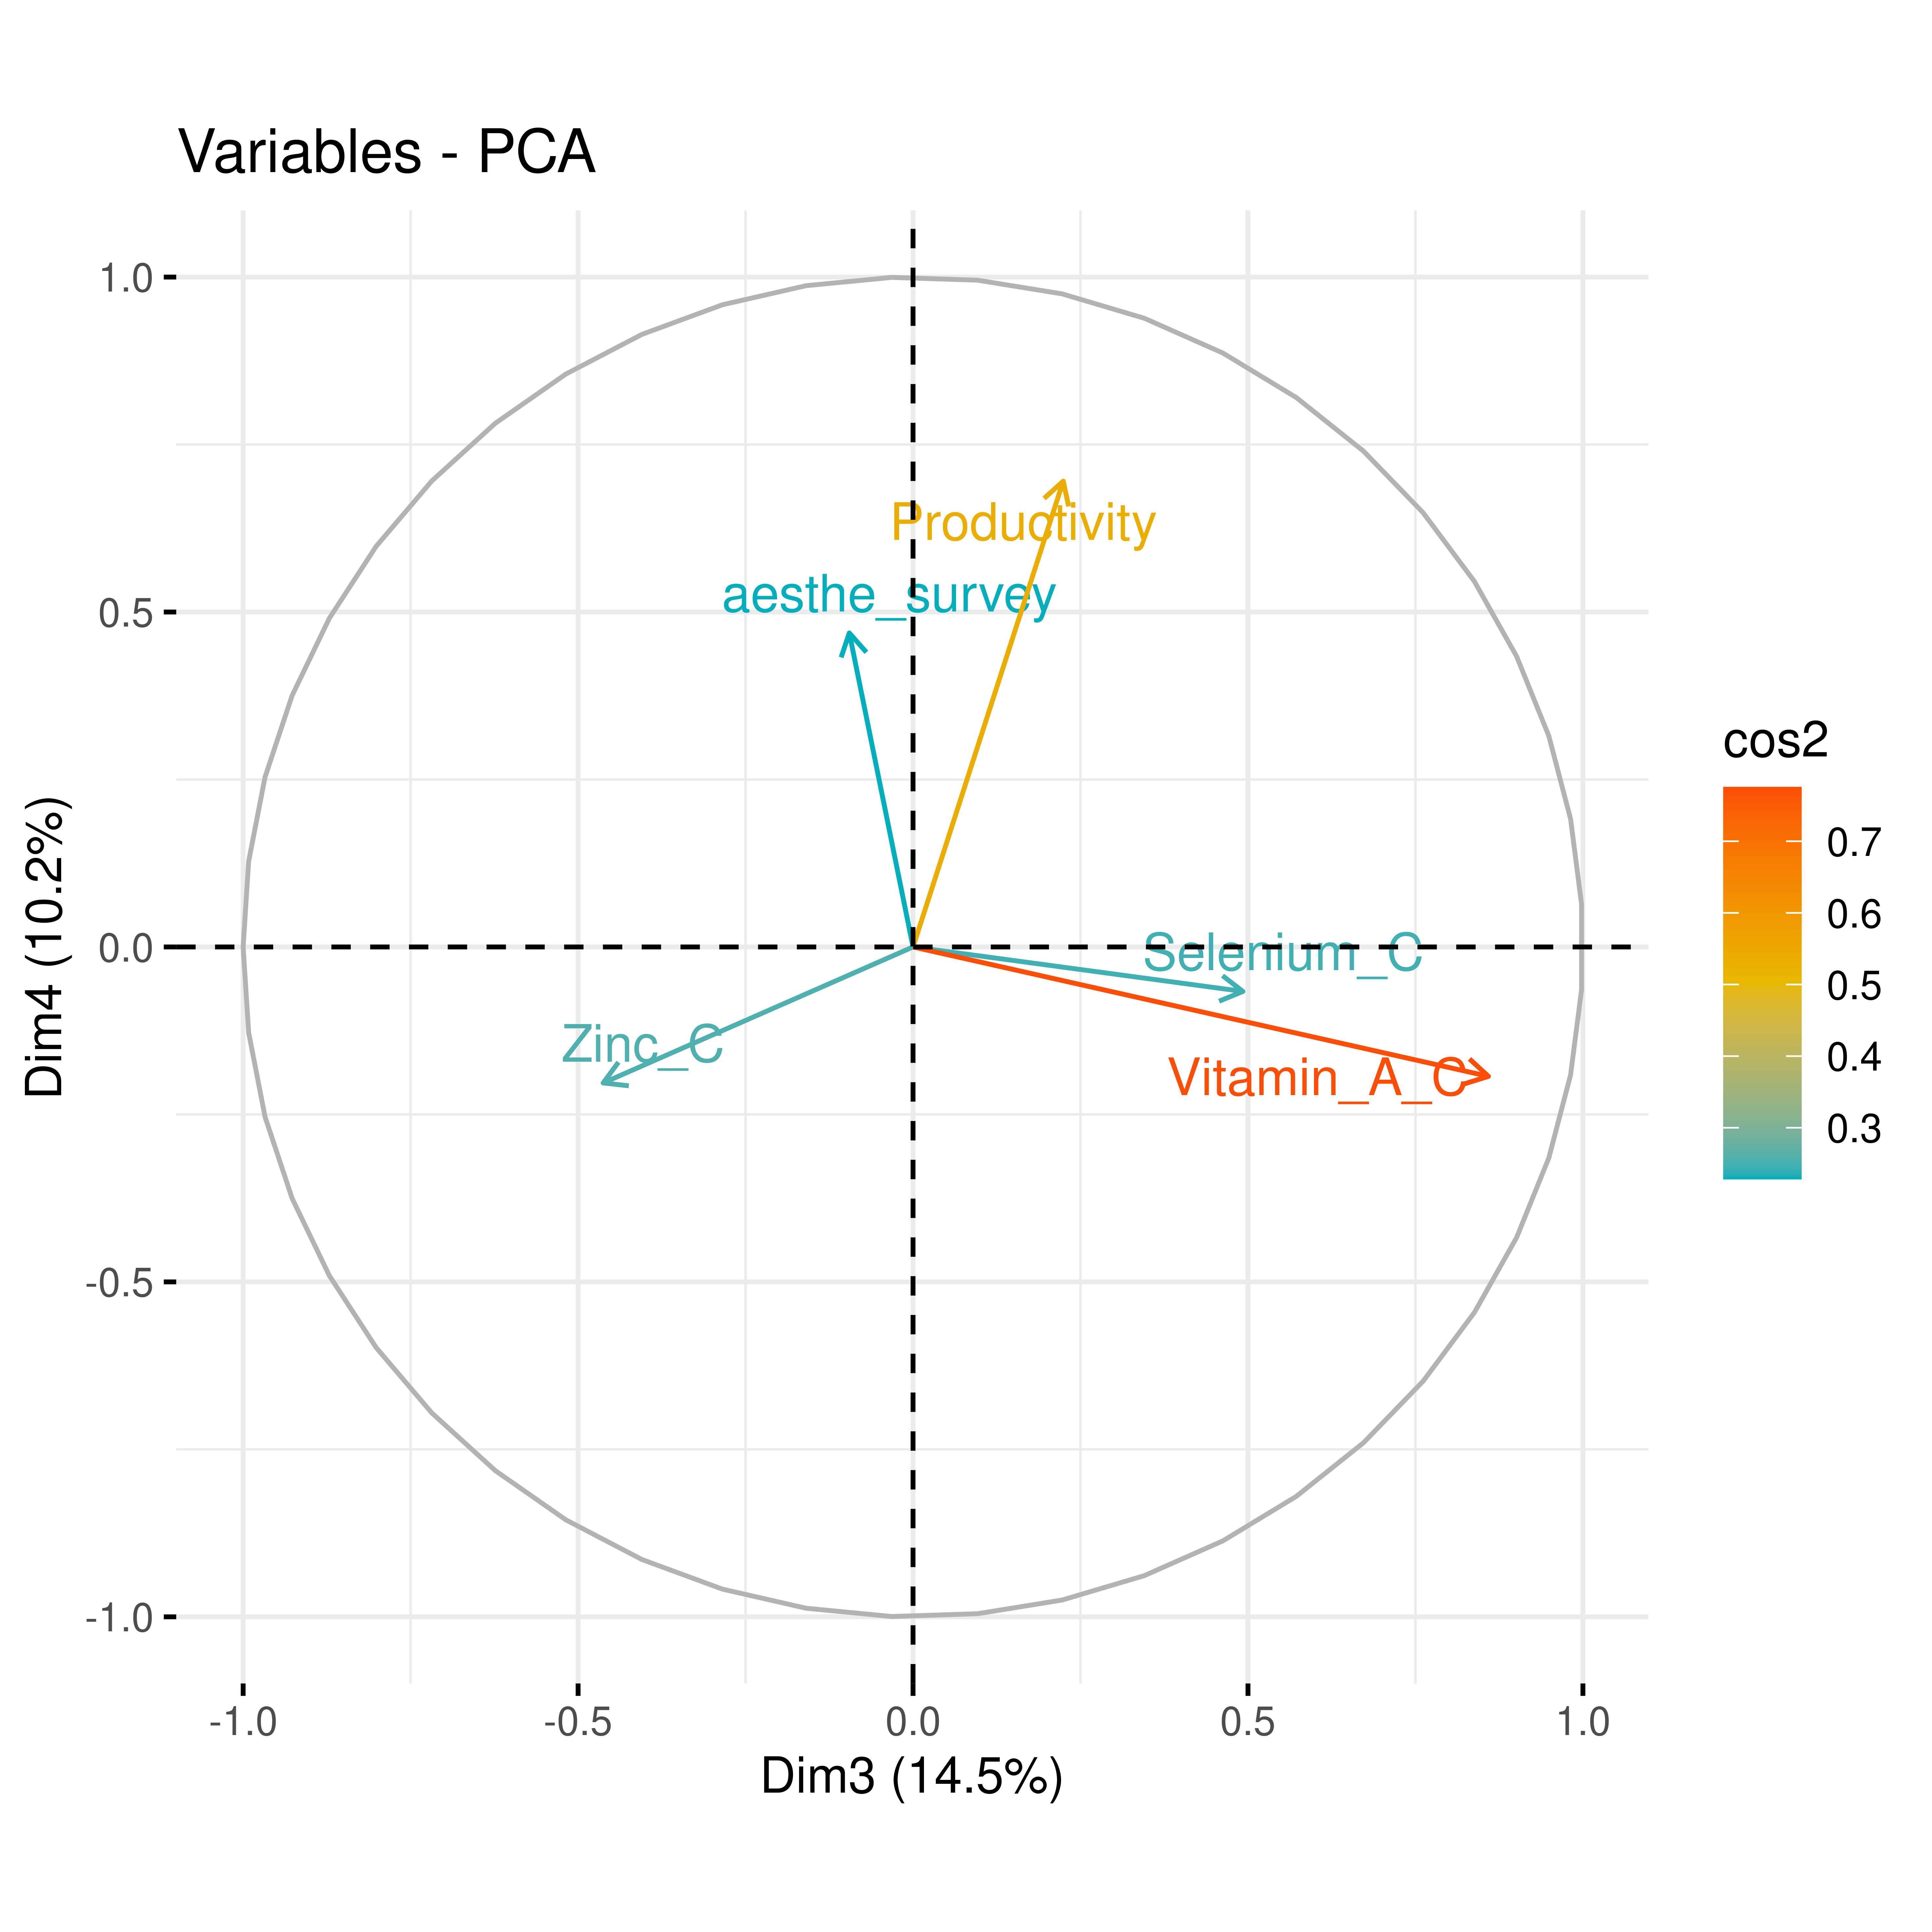 Variables - PCA
1.0
0.5
0.0
-0.5
-1.0
Dim4 (10.2%)
Productivity
aesthe_survey
Selenium_C
Zinc_C
Vitamin_A_C
-1.0
-0.5
0.0
0.5
1.0
Dim3 (14.5%)
cos2
0.7
0.6
0.5
0.4
0.3